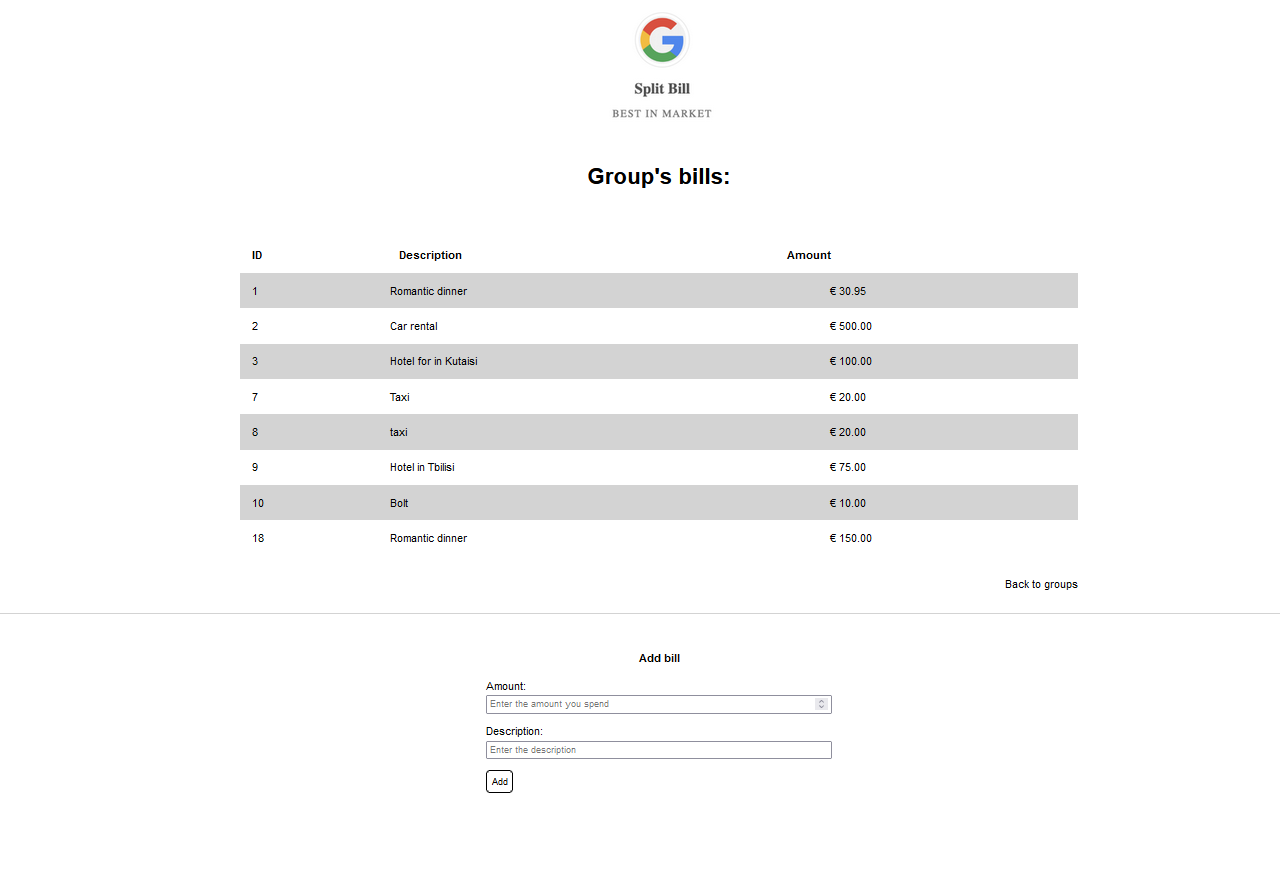 Split Bill
BEST IN MARKET
Group's bills:
ID Description Amount
1 Romantic dinner € 30.95
2 Car rental € 500.00
3 Hotel for in Kutaisi € 100.00
7 Taxi € 20.00
8 taxi € 20.00
9 Hotel in Tbilisi € 75.00
10 Bolt € 10.00
18 Romantic dinner € 150.00
Back to groups
Add bill
Amount:
Enter the amount you spend
Description:
Enter the description
Add